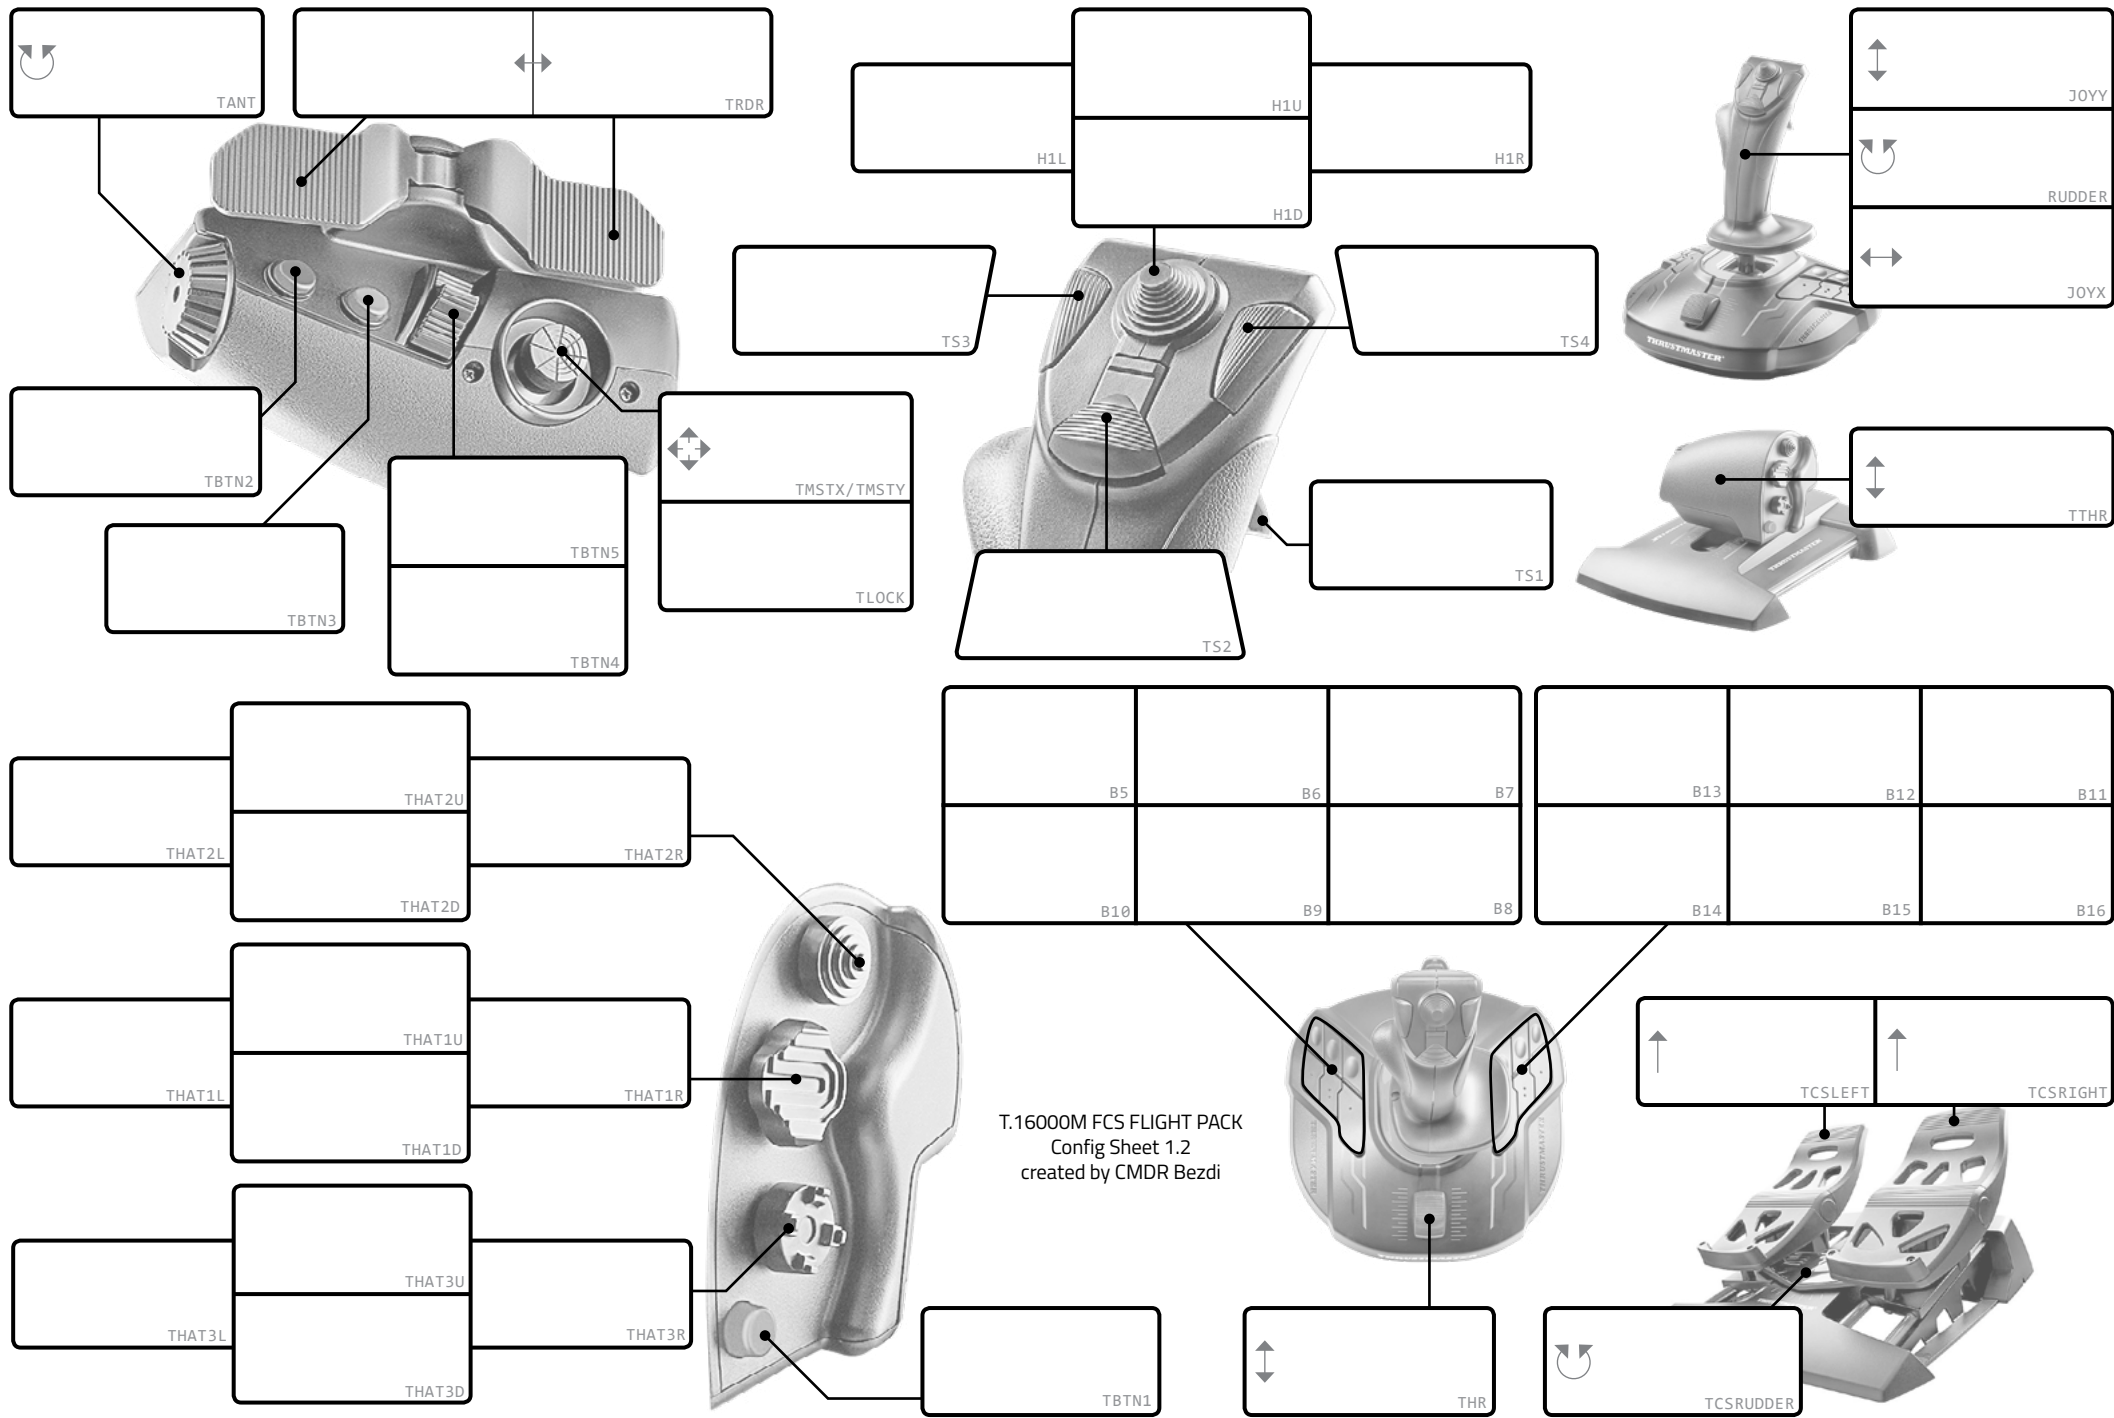 TANT
TRDR
H1U
H1L
H1R
H1D
JOYY
RUDDER
JOYX
THRUSTMASTER
TS3
TS4
TTHR
THRUSTMASTER
TBTN2
TBTN3
TBTN5
TBTN4
TMSTX/TMSTY
TLOCK
TS1
TS2
THAT2U
THAT2L
THAT2R
THAT2D
B5
B6
B7
B10
B9
B8
B13
B12
B11
B14
B15
B16
THAT1U
THAT1L
THAT1R
THAT1D
T.16000M FCS FLIGHT PACK
Config Sheet 1.2
created by CMDR Bezdi
TCSLEFT
TCSRIGHT
THAT3U
THAT3L
THAT3R
THAT3D
TBTN1
THR
TCSRUDDER